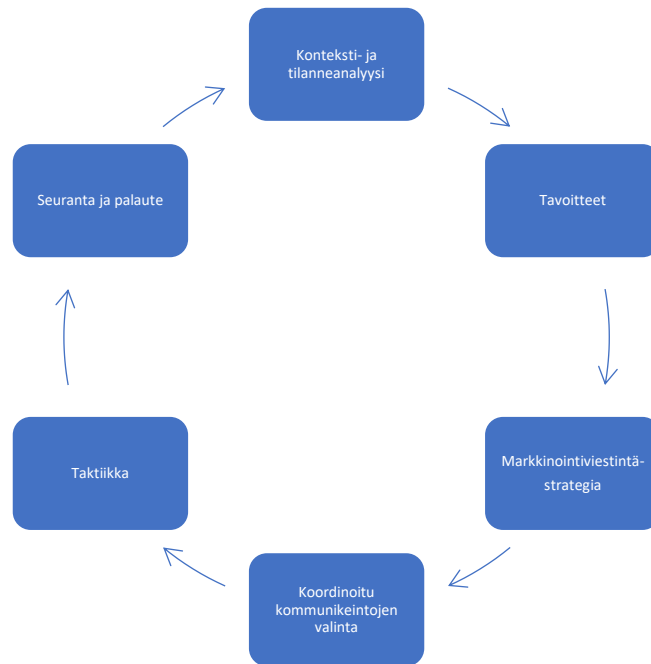 Konteksti- ja
tilanneanalyysi
Tavoitteet
Markkinointiviestintä-
strategia
Koordinoitu
kommunikeintojen
valinta
Taktiikka
Seuranta ja palaute